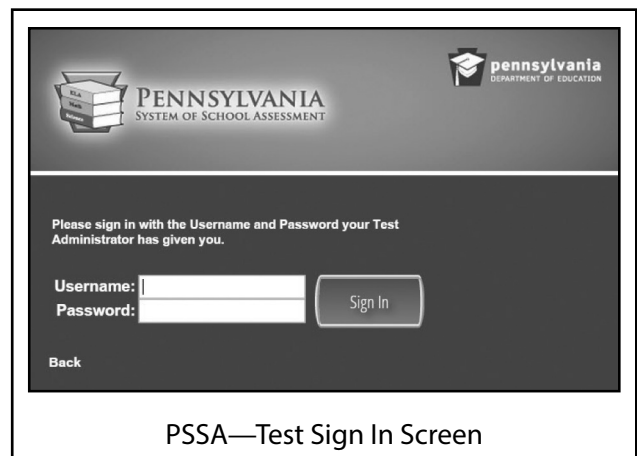 ELA
Math
Science
PENNSYLVANIA
SYSTEM OF SCHOOL ASSESSMENT
pennsylvania
DEPARTMENT OF EDUCATION
Please sign in with the Username and Password your Test
Administrator has given you.
Username:
Password:
Sign In
Back
PSSA—Test Sign In Screen